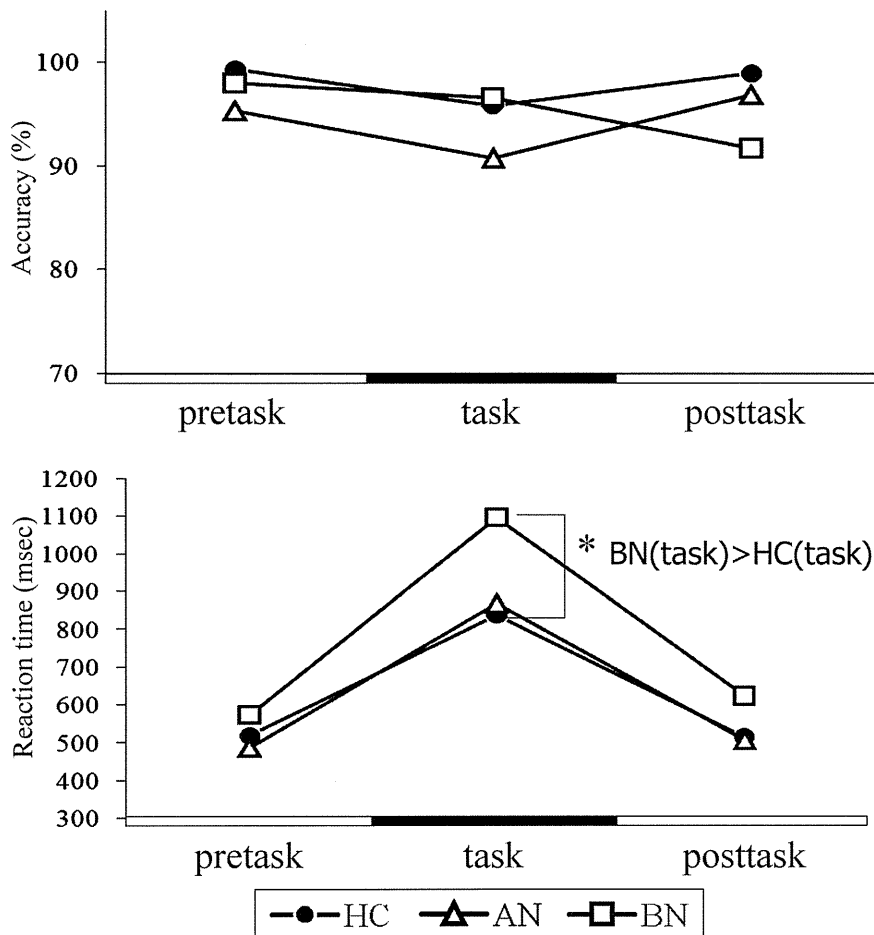 Accuracy (%)
100
90
80
70
pretask task posttask
Reaction time (msec)
1200
1100
1000
900
800
700
600
500
400
300
* BN(task)>HC(task)
pretask task posttask
HC AN BN